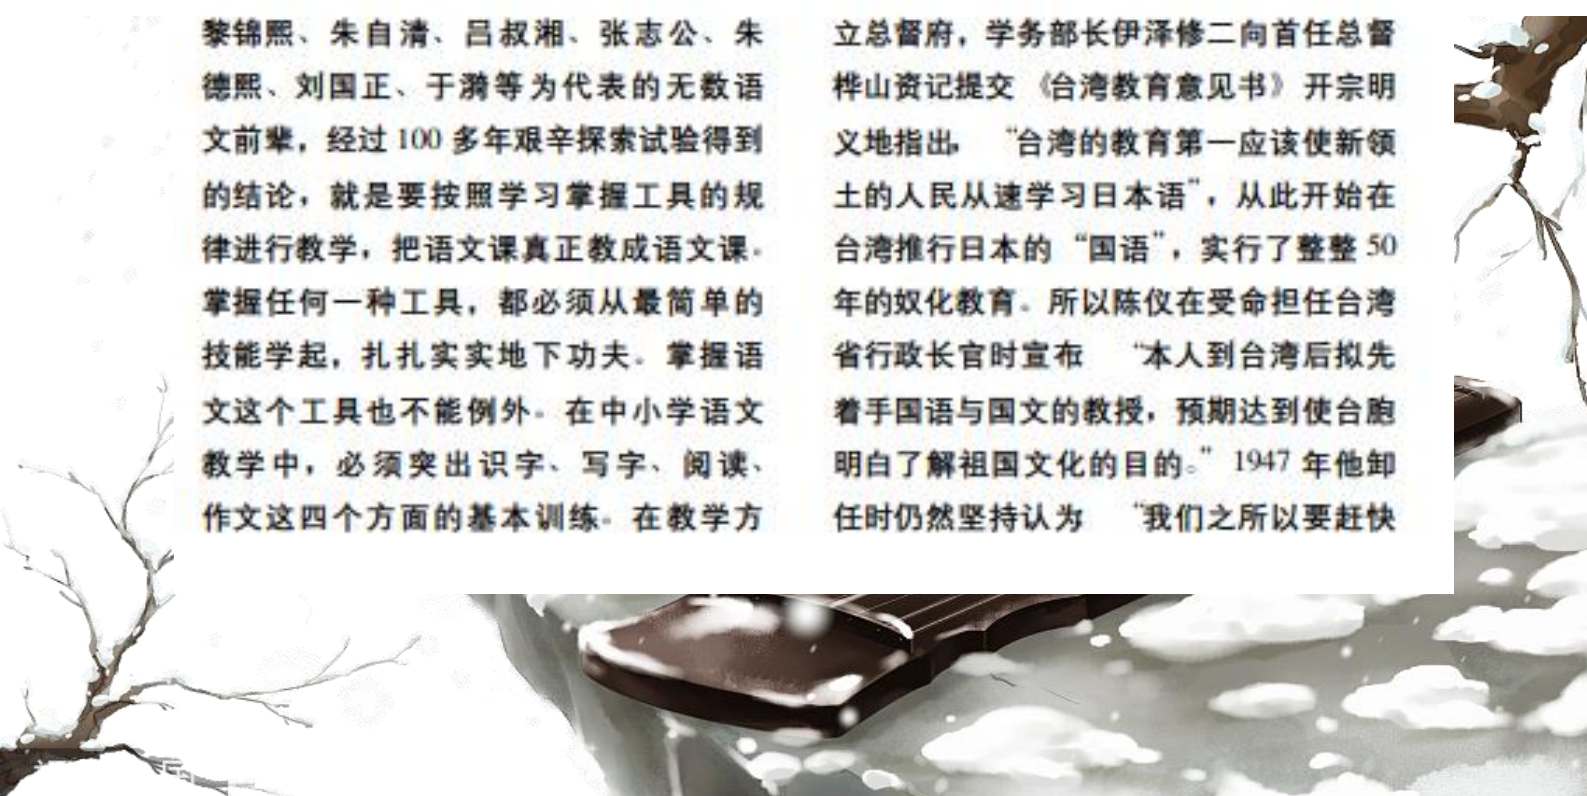 黎锦熙、朱自清、吕叔湘、张志公、朱
德熙、刘国正、于漪等为代表的无数语
文前辈，经过 100 多年艰辛探索试验得到
的结论，就是要按照学习掌握工具的规
律进行教学，把语文课真正教成语文课。
掌握任何一种工具，都必须从最简单的
技能学起，扎扎实实地下功夫。掌握语
文这个工具也不能例外。在中小学语文
教学中，必须突出识字、写字、阅读、
作文这四个方面的基本训练。在教学方
立总督府，学务部长伊泽修二向首任总督
桦山资记提交《台湾教育意见书》开宗明
义地指出，“台湾的教育第一应该使新领
土的人民从速学习日本语”，从此开始在
台湾推行日本的“国语”，实行了整整 50
年的奴化教育。所以陈仪在受命担任台湾
省行政长官时宣布 “本人到台湾后拟先
着手国语与国文的教授，预期达到使台胞
明白了解祖国文化的目的。” 1947 年他卸
任时仍然坚持认为 “我们之所以要赶快